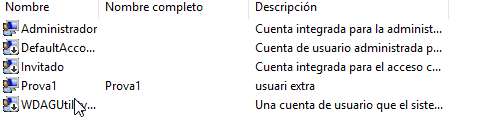 Nombre Nombre completo Descripción
Administrador Cuenta integrada para la administ...
DefaultAcco... Cuenta de usuario administrada p...
Invitado Cuenta integrada para el acceso c...
Prova1 Prova1 usuari extra
WDAGUtil Una cuenta de usuario que el siste...